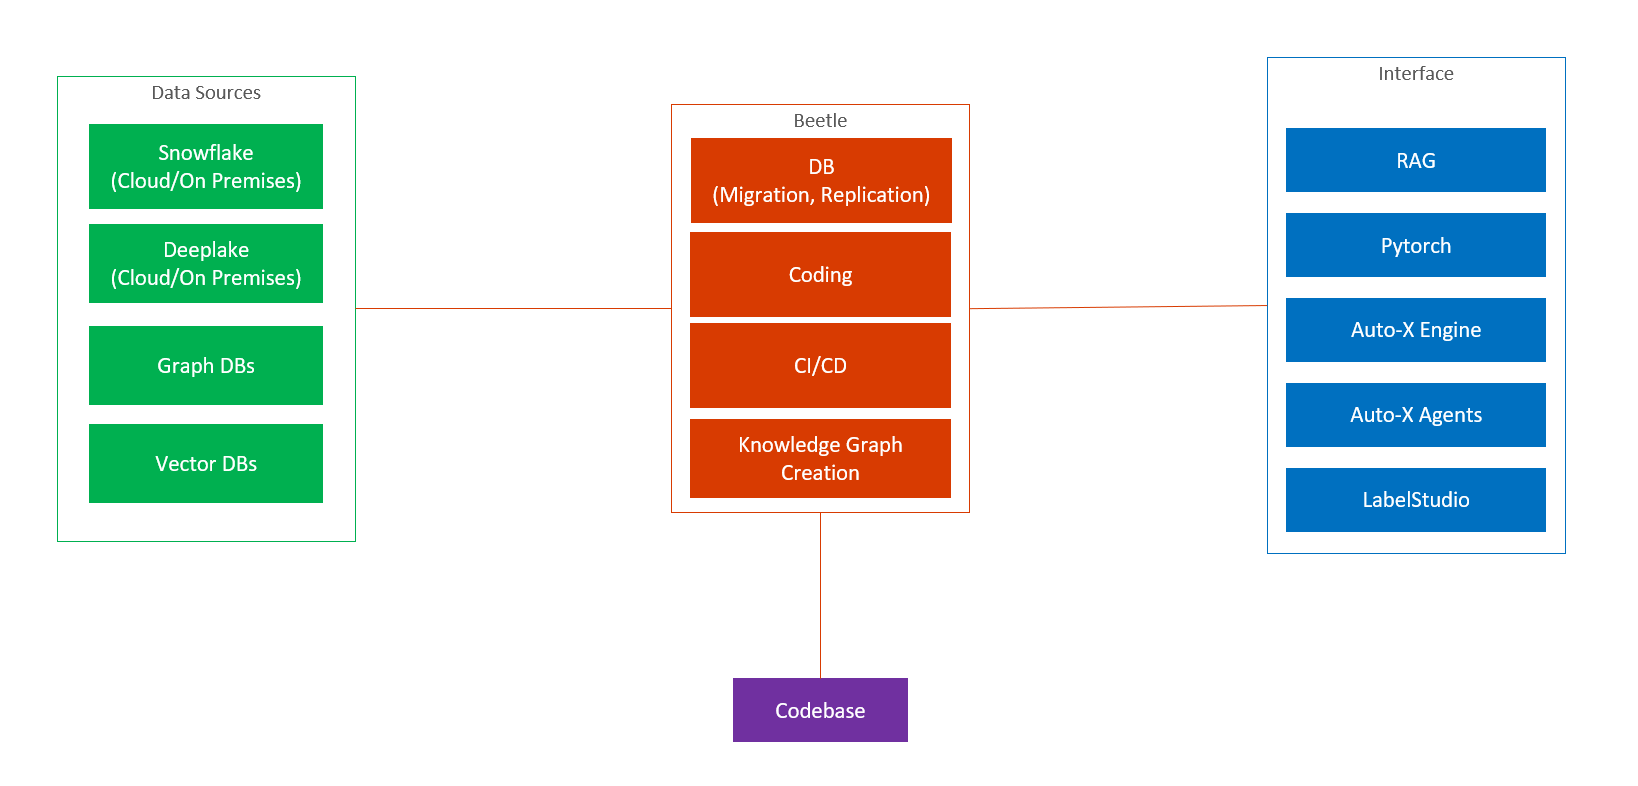 Data Sources
Snowflake
(Cloud/On Premises)
Deeplake
(Cloud/On Premises)
Graph DBs
Vector DBs
Beetle
DB
(Migration, Replication)
Coding
CI/CD
Knowledge Graph
Creation
Interface
RAG
Pytorch
Auto-X Engine
Auto-X Agents
LabelStudio
Codebase